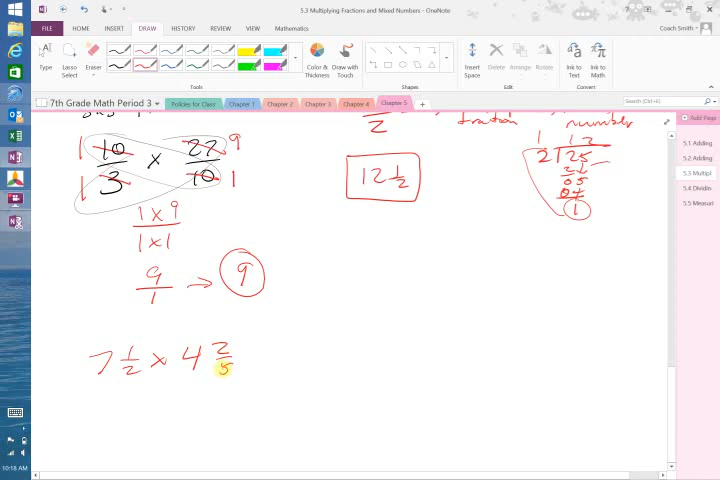 5.3 Multiplying Fractions and Mixed Numbers - OneNote
Coach Smith
FILE HOME INSERT DRAW HISTORY REVIEW VIEW Mathematics
Type Lasso Select Eraser Color & Thickness Draw with Touch Shapes Insert Space Delete Arrange Rotate Ink to Text Ink to Math
Tools Edit Convert
7th Grade Math Period 3 Policies for Class Chapter 1 Chapter 2 Chapter 3 Chapter 4 Chapter 5 Search (Ctrl+E)
Add Page
5.1 Adding
5.2 Adding
5.3 Multipl
5.4 Dividin
5.5 Measuri
2 fraction number
1 10/3 1 × 27/10 9 1
1 × 9
1 × 1
9/1 → 9
12 1/2
1 12
2 25
05
1
7 1/2 × 4 2/5
10:18 AM